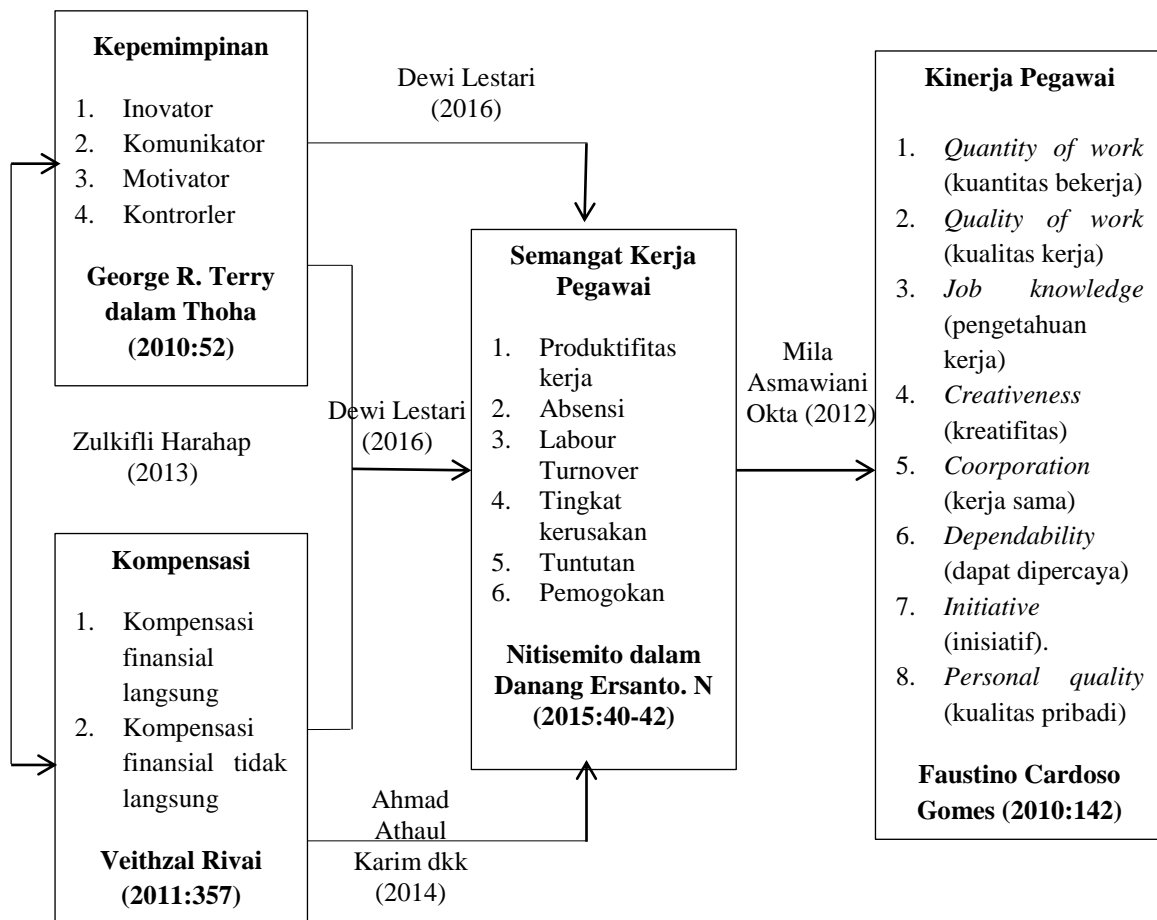 Kepemimpinan
1. Inovator
2. Komunikator
3. Motivator
4. Kontrorler
George R. Terry
dalam Thoha
(2010:52)
Dewi Lestari
(2016)
Zulkifli Harahap
(2013)
Dewi Lestari
(2016)
Kompensasi
1. Kompensasi
finansial
langsung
2. Kompensasi
finansial tidak
langsung
Veithzal Rivai
(2011:357)
Ahmad
Athaul
Karim dkk
(2014)
Semangat Kerja
Pegawai
1. Produktifitas
kerja
2. Absensi
3. Labour
Turnover
4. Tingkat
kerusakan
5. Tuntutan
6. Pemogokan
Nitisemito dalam
Danang Ersanto. N
(2015:40-42)
Mila
Asmawiani
Okta (2012)
Kinerja Pegawai
1. Quantity of work
(kuantitas bekerja)
2. Quality of work
(kualitas kerja)
3. Job knowledge
(pengetahuan
kerja)
4. Creativeness
(kreatifitas)
5. Coorporation
(kerja sama)
6. Dependability
(dapat dipercaya)
7. Initiative
(inisiatif).
8. Personal quality
(kualitas pribadi)
Faustino Cardoso
Gomes (2010:142)